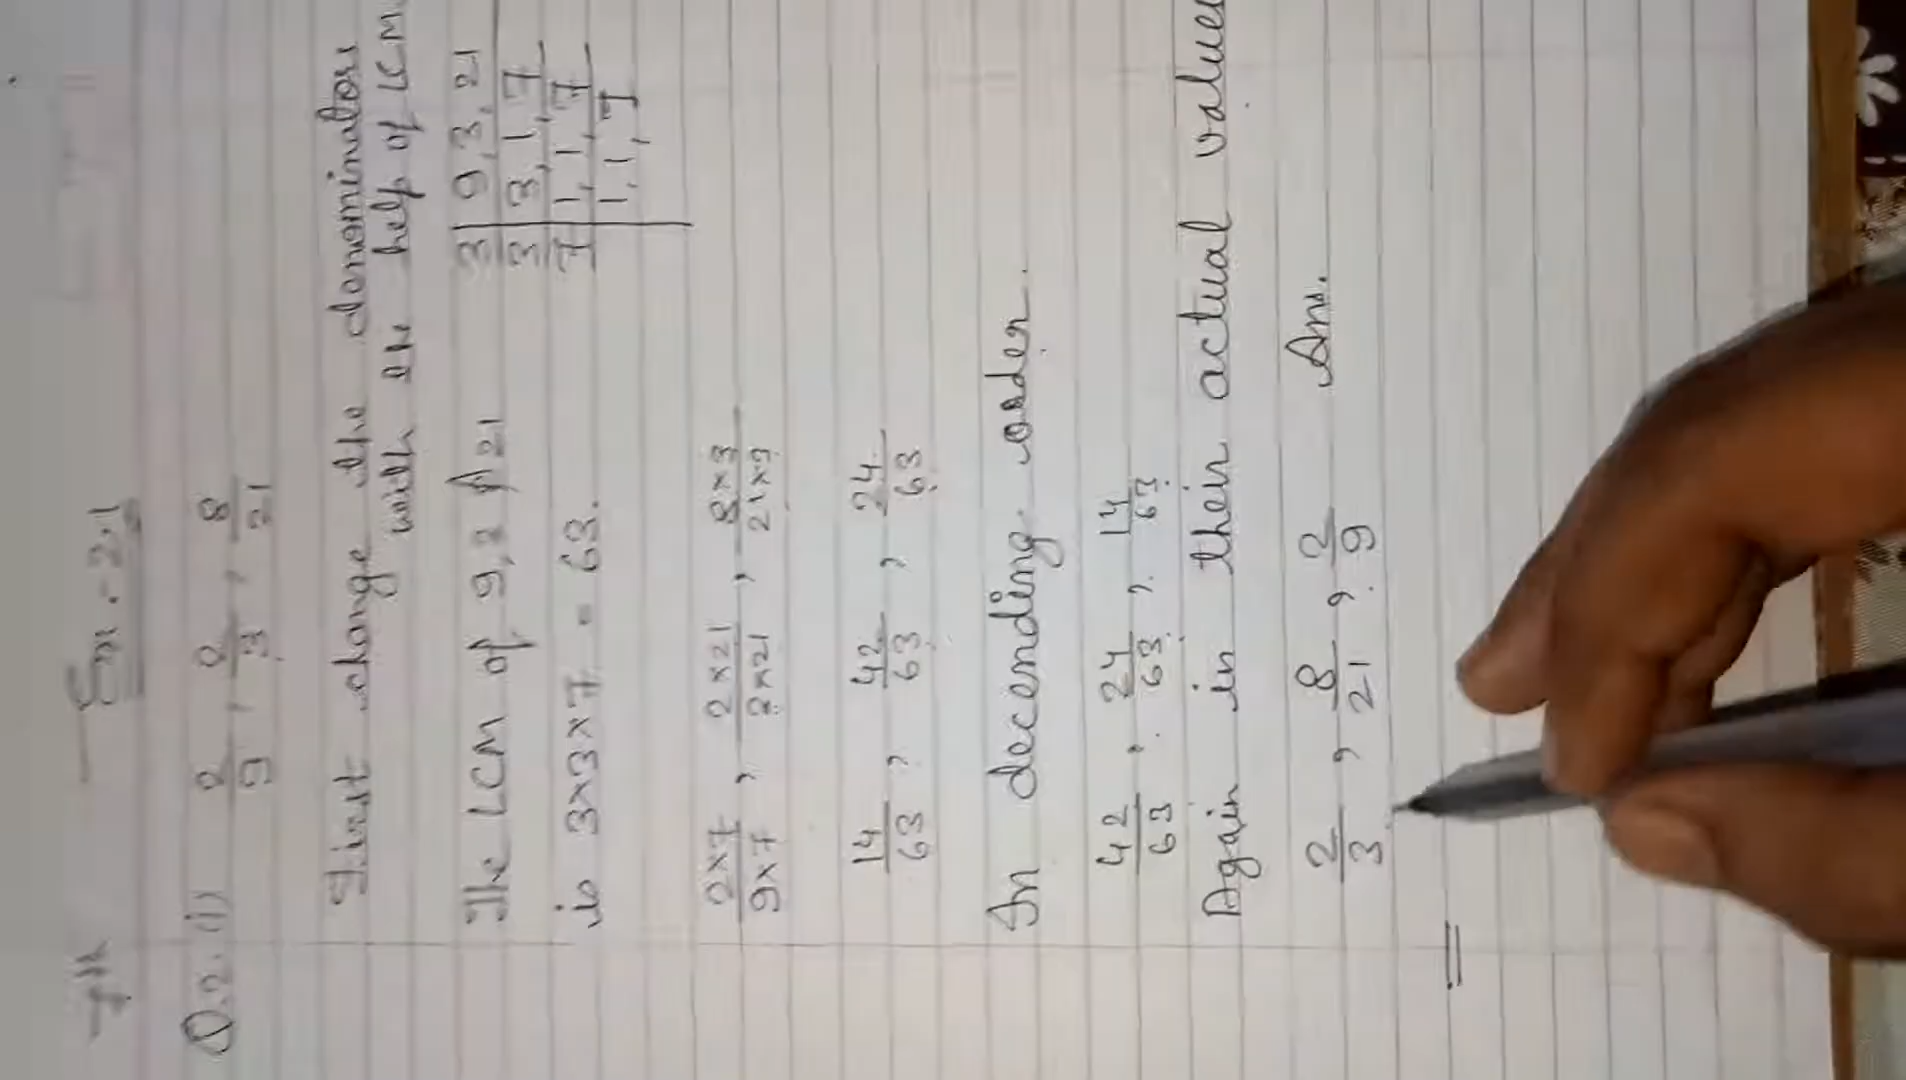 7th Ex.-2.1
Q.2. (i) 2/9, 2/3, 8/21
First change the denominators
with the help of LCM.
The LCM of 9, 3 & 21
is 3×3×7 = 63.
3 | 9, 3, 21
3 | 3, 1, 7
7 | 1, 1, 7
1, 1, 7
2×7/9×7, 2×21/3×21, 8×3/21×3
14/63, 42/63, 24/63
In decending order.
42/63, 24/63, 14/63
Again in their actual values
2/3, 8/21, 2/9 Ans.
=